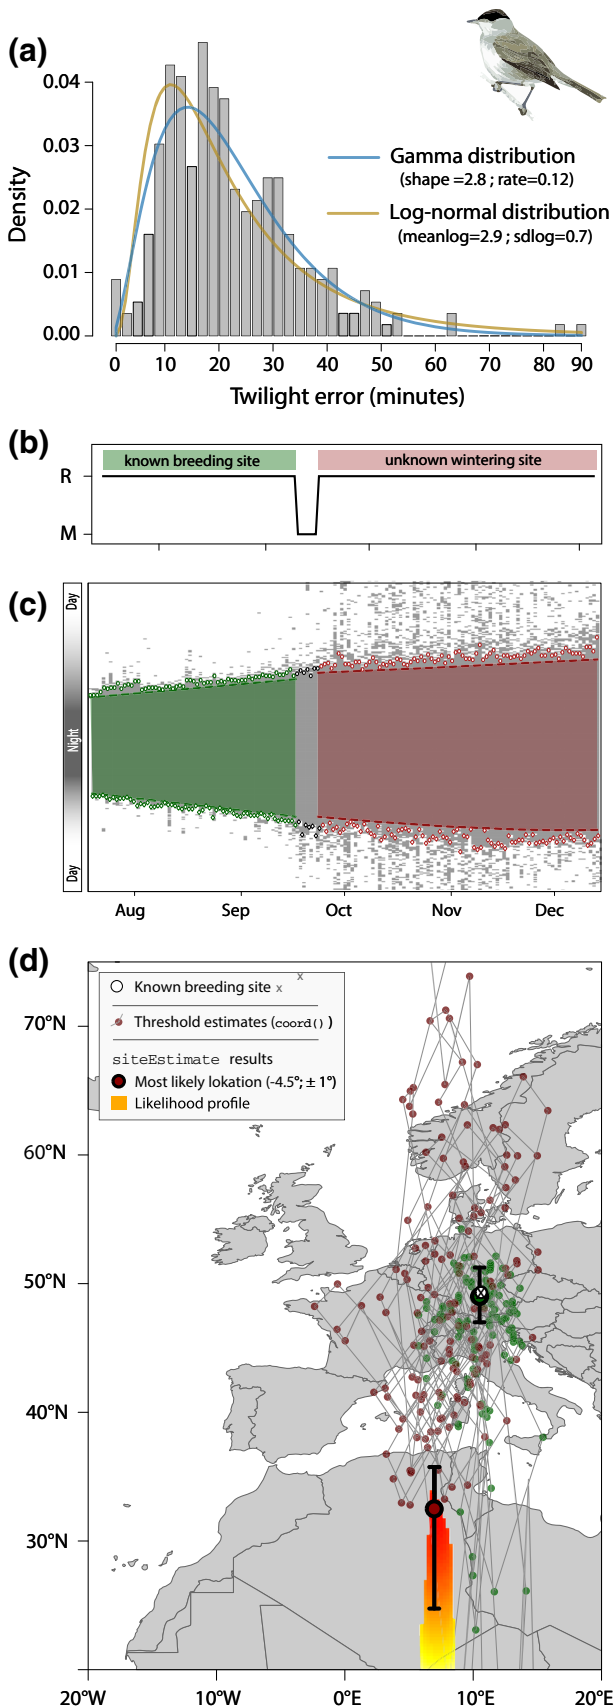 (a)
0.04
0.03
0.02
0.01
0.00
Density
Gamma distribution
(shape =2.8 ; rate=0.12)
Log-normal distribution
(meanlog=2.9 ; sdlog=0.7)
0 10 20 30 40 50 60 70 80 90
Twilight error (minutes)
(b)
known breeding site unknown wintering site
R
M
(c)
Day
Night
Day
Aug Sep Oct Nov Dec
(d)
x
Known breeding site x
Threshold estimates (coord() )
siteEstimate results
Most likely lokation (-4.5°; ± 1°)
Likelihood profile
70°N
60°N
50°N
40°N
30°N
20°W 10°W 0°E 10°E 20°E